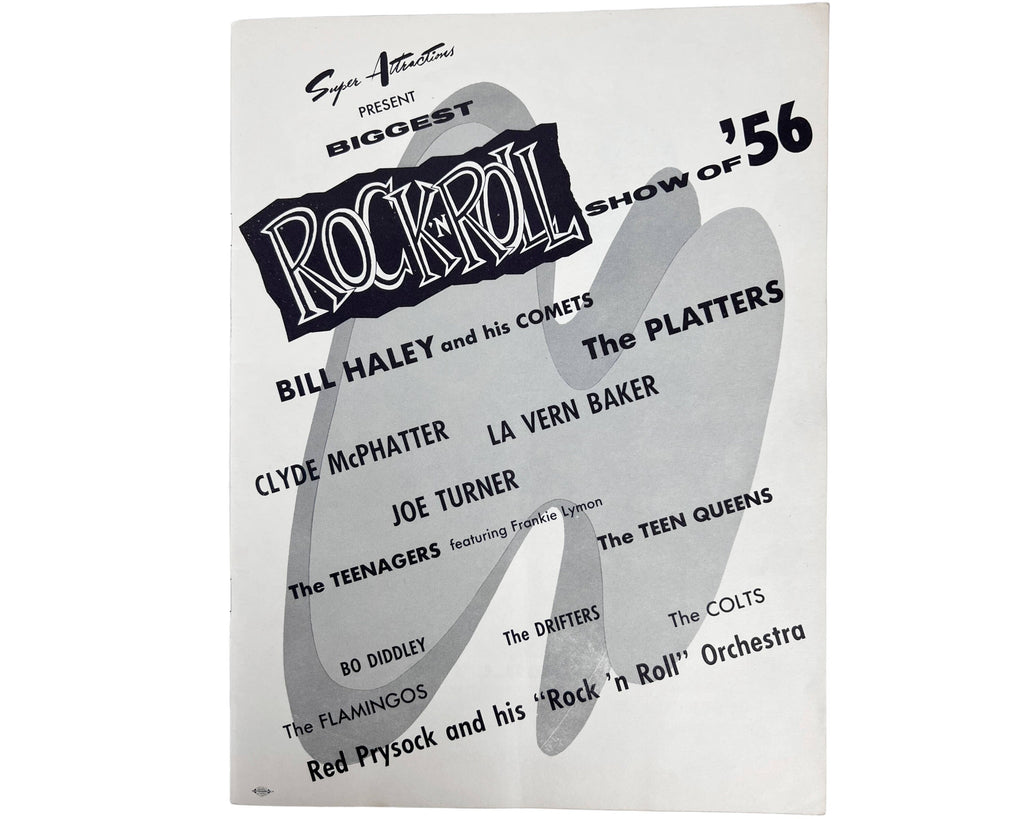 Super Attractions
PRESENT
BIGGEST
ROCK 'N ROLL
SHOW OF '56
BILL HALEY and his COMETS
The PLATTERS
CLYDE McPHATTER
LA VERN BAKER
JOE TURNER
The TEENAGERS featuring Frankie Lymon
The TEEN QUEENS
BO DIDDLEY
The DRIFTERS
The COLTS
The FLAMINGOS
Red Prysock and his "Rock 'n Roll" Orchestra